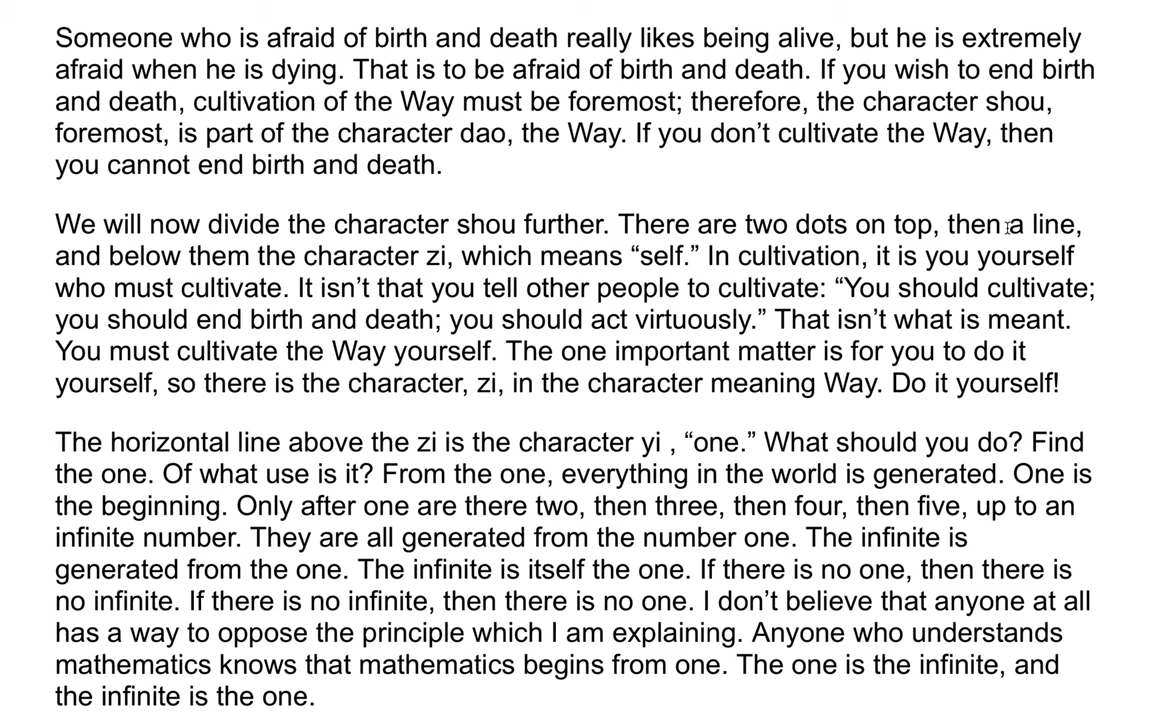 Someone who is afraid of birth and death really likes being alive, but he is extremely
afraid when he is dying. That is to be afraid of birth and death. If you wish to end birth
and death, cultivation of the Way must be foremost; therefore, the character shou,
foremost, is part of the character dao, the Way. If you don’t cultivate the Way, then
you cannot end birth and death.
We will now divide the character shou further. There are two dots on top, then a line,
and below them the character zi, which means “self.” In cultivation, it is you yourself
who must cultivate. It isn’t that you tell other people to cultivate: “You should cultivate;
you should end birth and death; you should act virtuously.” That isn’t what is meant.
You must cultivate the Way yourself. The one important matter is for you to do it
yourself, so there is the character, zi, in the character meaning Way. Do it yourself!
The horizontal line above the zi is the character yi , “one.” What should you do? Find
the one. Of what use is it? From the one, everything in the world is generated. One is
the beginning. Only after one are there two, then three, then four, then five, up to an
infinite number. They are all generated from the number one. The infinite is
generated from the one. The infinite is itself the one. If there is no one, then there is
no infinite. If there is no infinite, then there is no one. I don’t believe that anyone at all
has a way to oppose the principle which I am explaining. Anyone who understands
mathematics knows that mathematics begins from one. The one is the infinite, and
the infinite is the one.